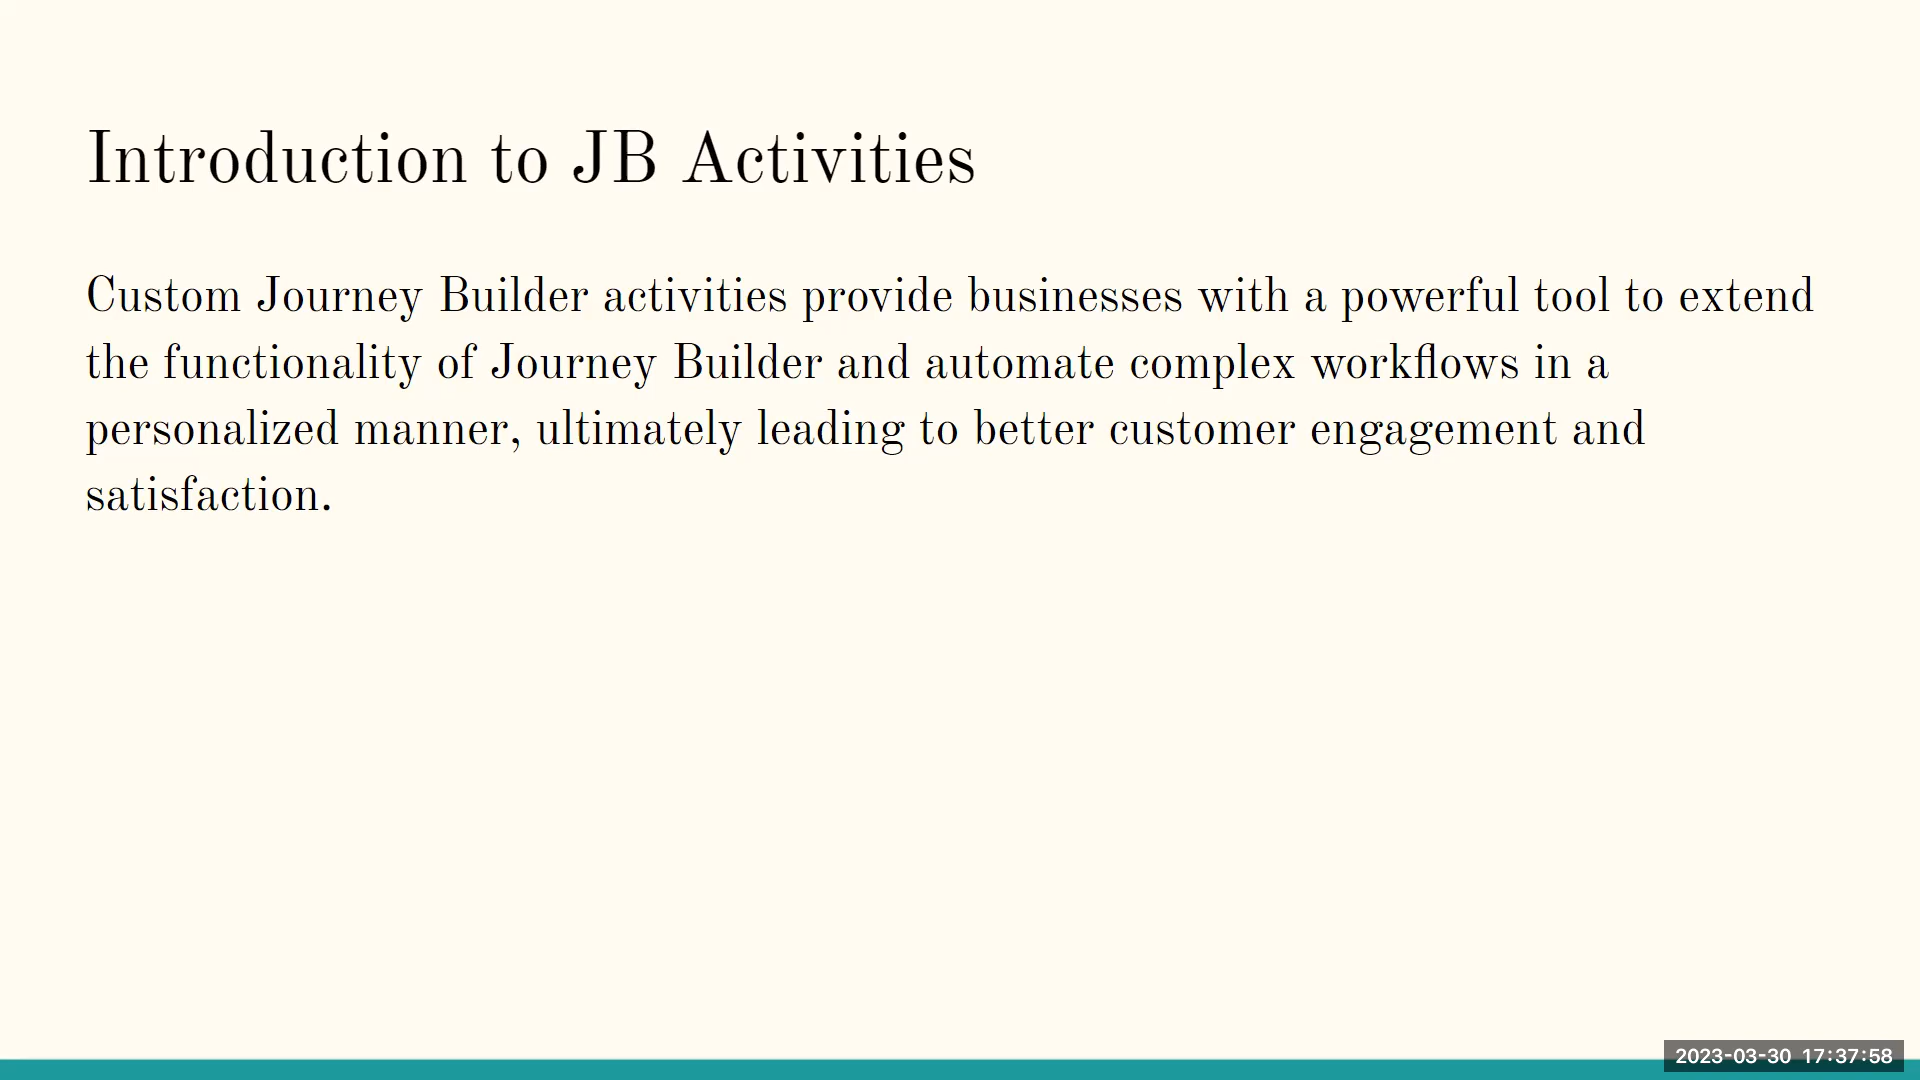 Introduction to JB Activities
Custom Journey Builder activities provide businesses with a powerful tool to extend
the functionality of Journey Builder and automate complex workflows in a
personalized manner, ultimately leading to better customer engagement and
satisfaction.
2023-03-30 17:37:58